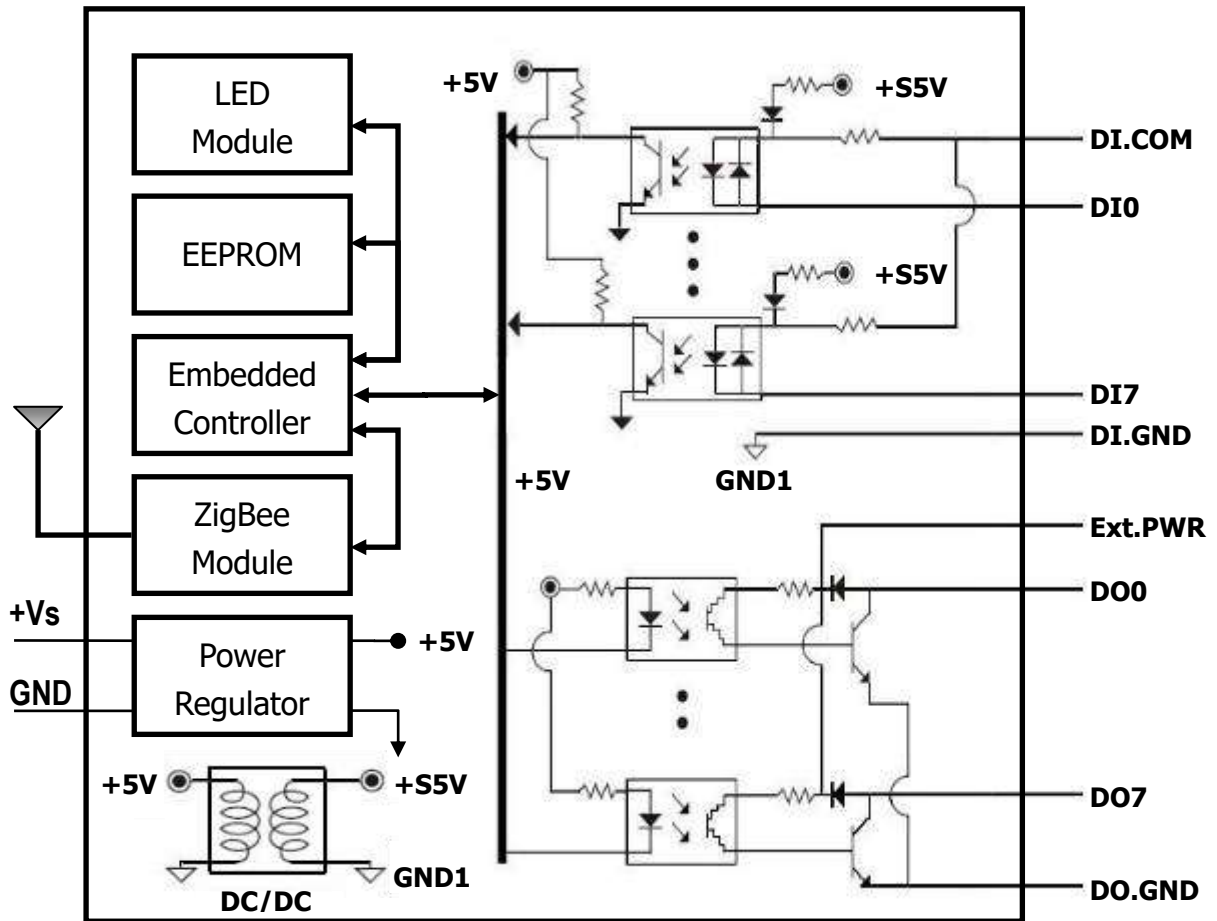 LED
Module
EEPROM
Embedded
Controller
ZigBee
Module
+Vs
GND
Power
Regulator
+5V
+5V
+S5V
GND1
DC/DC
+5V
+S5V
DI.COM
DI0
+S5V
DI7
DI.GND
GND1
+5V
Ext.PWR
DO0
DO7
DO.GND